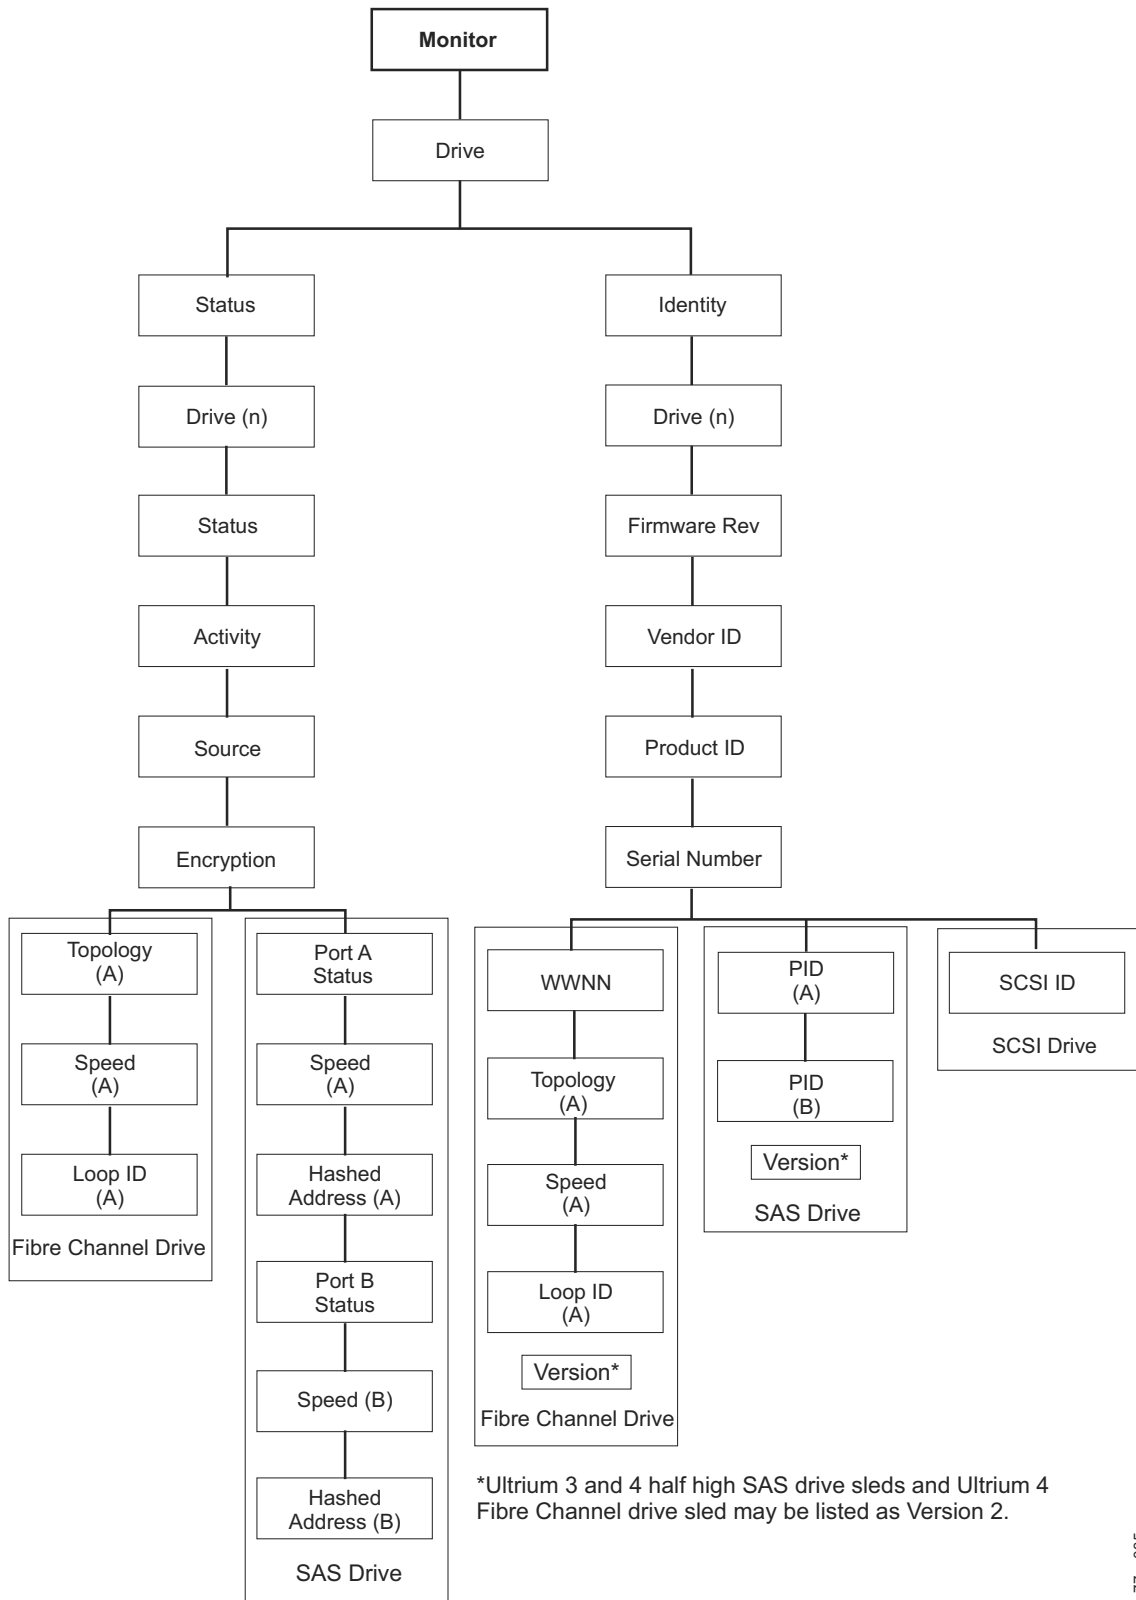 Monitor
Drive
Status
Identity
Drive (n)
Drive (n)
Status
Firmware Rev
Activity
Vendor ID
Source
Product ID
Encryption
Serial Number
Topology
(A)
Speed
(A)
Loop ID
(A)
Fibre Channel Drive
Port A
Status
Speed
(A)
Hashed
Address (A)
Port B
Status
Speed (B)
Hashed
Address (B)
SAS Drive
WWNN
Topology
(A)
Speed
(A)
Loop ID
(A)
Version*
Fibre Channel Drive
PID
(A)
PID
(B)
Version*
SAS Drive
SCSI ID
SCSI Drive
*Ultrium 3 and 4 half high SAS drive sleds and Ultrium 4
Fibre Channel drive sled may be listed as Version 2.